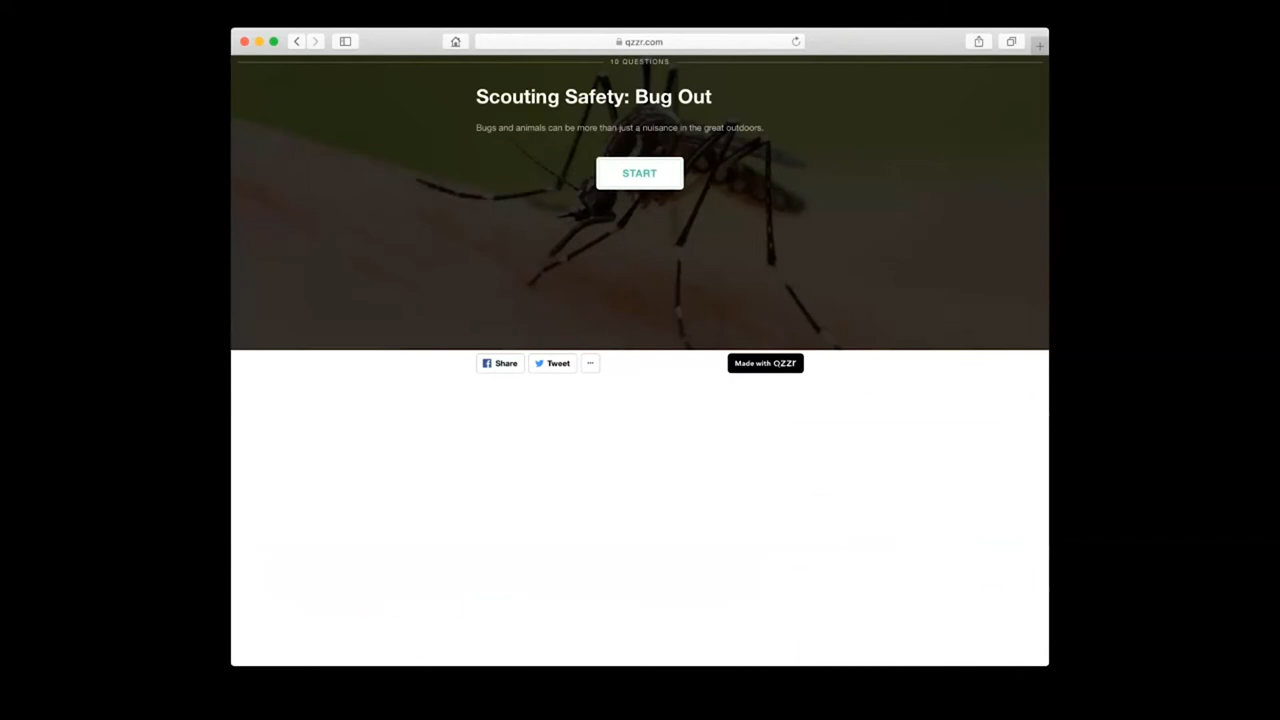 qzzr.com
10 QUESTIONS
Scouting Safety: Bug Out
Bugs and animals can be more than just a nuisance in the great outdoors.
START
Share Tweet ··· Made with Qzzr